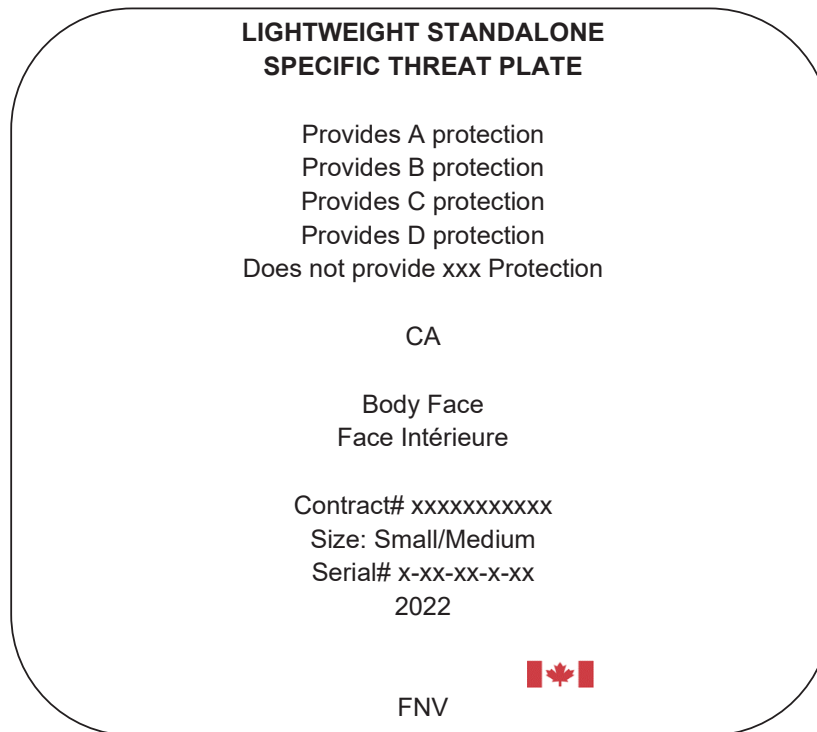 LIGHTWEIGHT STANDALONE
SPECIFIC THREAT PLATE
Provides A protection
Provides B protection
Provides C protection
Provides D protection
Does not provide xxx Protection
CA
Body Face
Face Intérieure
Contract# xxxxxxxxxxx
Size: Small/Medium
Serial# x-xx-xx-x-xx
2022
FNV